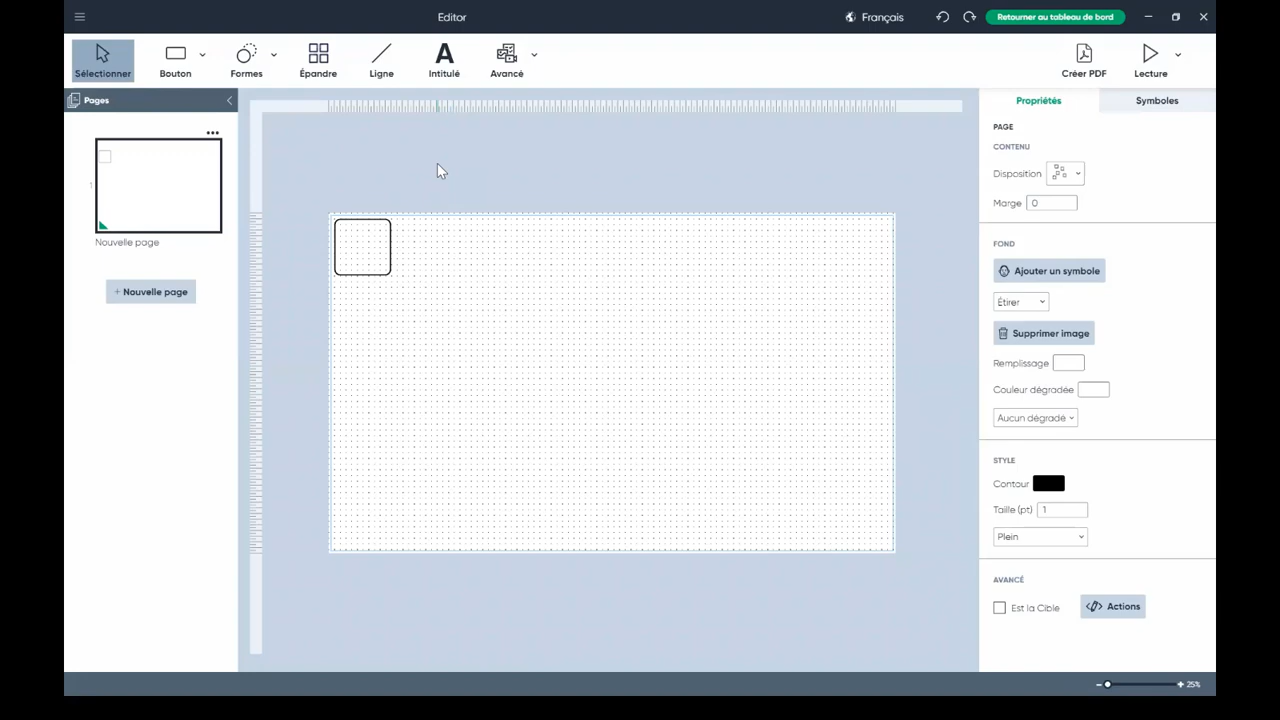 Editor
Français
Retourner au tableau de bord
Sélectionner
Bouton
Formes
Épandre
Ligne
A
Intitulé
Avancé
Créer PDF
Lecture
Pages
Propriétés
Symboles
PAGE
CONTENU
Disposition
Marge 0
1
Nouvelle page
+ Nouvelle page
FOND
Ajouter un symbole
Étirer
Supprimer image
Remplissage
Couleur dégradée
Aucun dégradé
STYLE
Contour
Taille (pt) 1
Plein
AVANCÉ
Est la Cible
Actions
25%